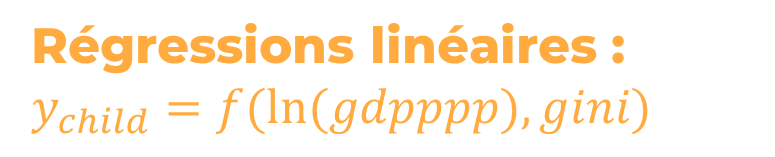 Régressions linéaires :
y_child = f(ln(gdpppp), gini)